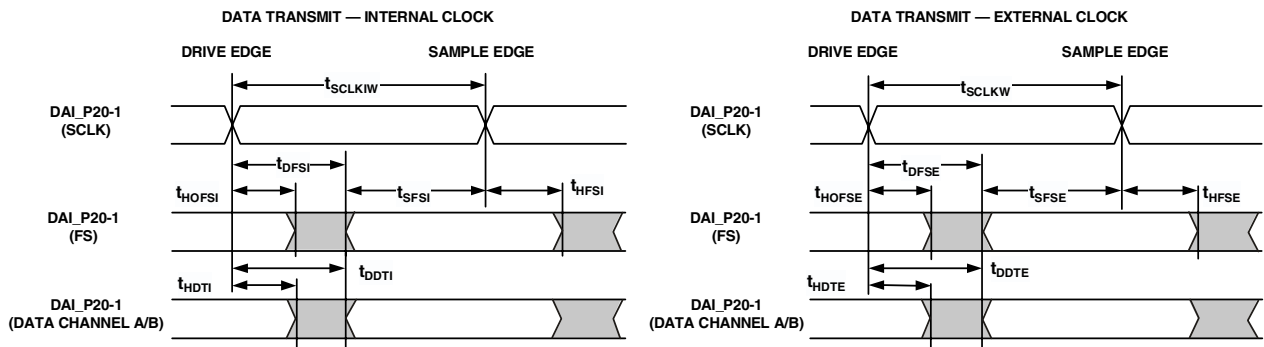 DATA TRANSMIT — INTERNAL CLOCK
DRIVE EDGE
SAMPLE EDGE
tSCLKIW
DAI_P20-1
(SCLK)
tDFSI
tHOFSI
tSFSI
tHFSI
DAI_P20-1
(FS)
tDDTI
tHDTI
DAI_P20-1
(DATA CHANNEL A/B)
DATA TRANSMIT — EXTERNAL CLOCK
DRIVE EDGE
SAMPLE EDGE
tSCLKW
DAI_P20-1
(SCLK)
tDFSE
tHOFSE
tSFSE
tHFSE
DAI_P20-1
(FS)
tDDTE
tHDTE
DAI_P20-1
(DATA CHANNEL A/B)